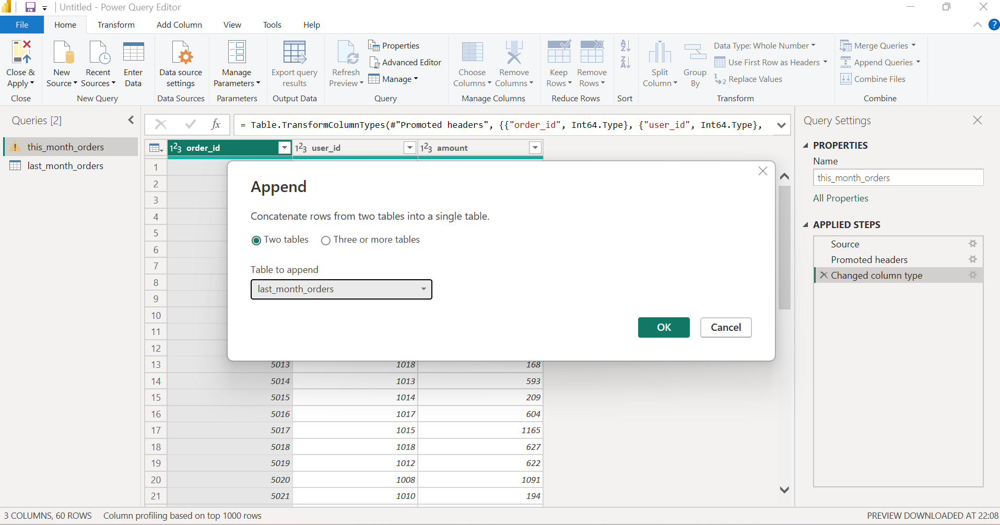 Untitled - Power Query Editor
File Home Transform Add Column View Tools Help
Close & Apply
Close
New Source
Recent Sources
Enter Data
New Query
Data source settings
Data Sources
Manage Parameters
Parameters
Export query results
Output Data
Refresh Preview
Properties
Advanced Editor
Manage
Query
Choose Columns
Remove Columns
Manage Columns
Keep Rows
Remove Rows
Reduce Rows
Sort
Split Column
Group By
Data Type: Whole Number
Use First Row as Headers
Replace Values
Transform
Merge Queries
Append Queries
Combine Files
Combine
Queries [2]
this_month_orders
last_month_orders
fx
= Table.TransformColumnTypes(#"Promoted headers", {{"order_id", Int64.Type}, {"user_id", Int64.Type},
order_id user_id amount
1
2
3
4
5
6
7
8
9
10
11
12
13 5013 1018 168
14 5014 1013 593
15 5015 1014 209
16 5016 1017 604
17 5017 1015 1165
18 5018 1018 627
19 5019 1012 622
20 5020 1008 1091
21 5021 1010 194
Append
Concatenate rows from two tables into a single table.
Two tables Three or more tables
Table to append
last_month_orders
OK Cancel
Query Settings
PROPERTIES
Name
this_month_orders
All Properties
APPLIED STEPS
Source
Promoted headers
Changed column type
3 COLUMNS, 60 ROWS Column profiling based on top 1000 rows
PREVIEW DOWNLOADED AT 22:08